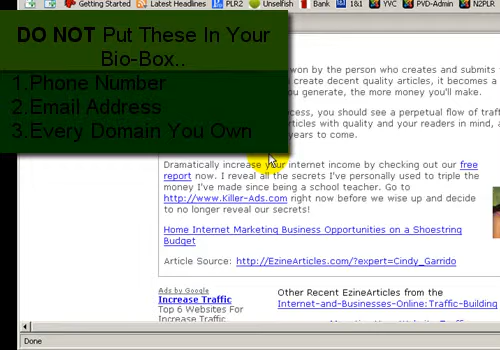 Getting Started Latest Headlines PLR2 Unselfish Bank 1&1 YVC PVD-Admin N2PLR
DO NOT Put These In Your
Bio-Box..
1.Phone Number
2.Email Address
3.Every Domain You Own
won by the person who creates and submits
create decent quality articles, it becomes a
you generate, the more money you'll make.
ocess, you should see a perpetual flow of traff
rticles with quality and your readers in mind, a
years to come.
Dramatically increase your internet income by checking out our free
report now. I reveal all the secrets I've personally used to triple the
money I've made since being a school teacher. Go to
http://www.Killer-Ads.com right now before we wise up and decide
to no longer reveal our secrets!
Home Internet Marketing Business Opportunities on a Shoestring
Budget
Article Source: http://EzineArticles.com/?expert=Cindy_Garrido
Ads by Google
Increase Traffic
Top 6 Websites For
Increase Traffic
Other Recent EzineArticles from the
Internet-and-Businesses-Online:Traffic-Building
Done